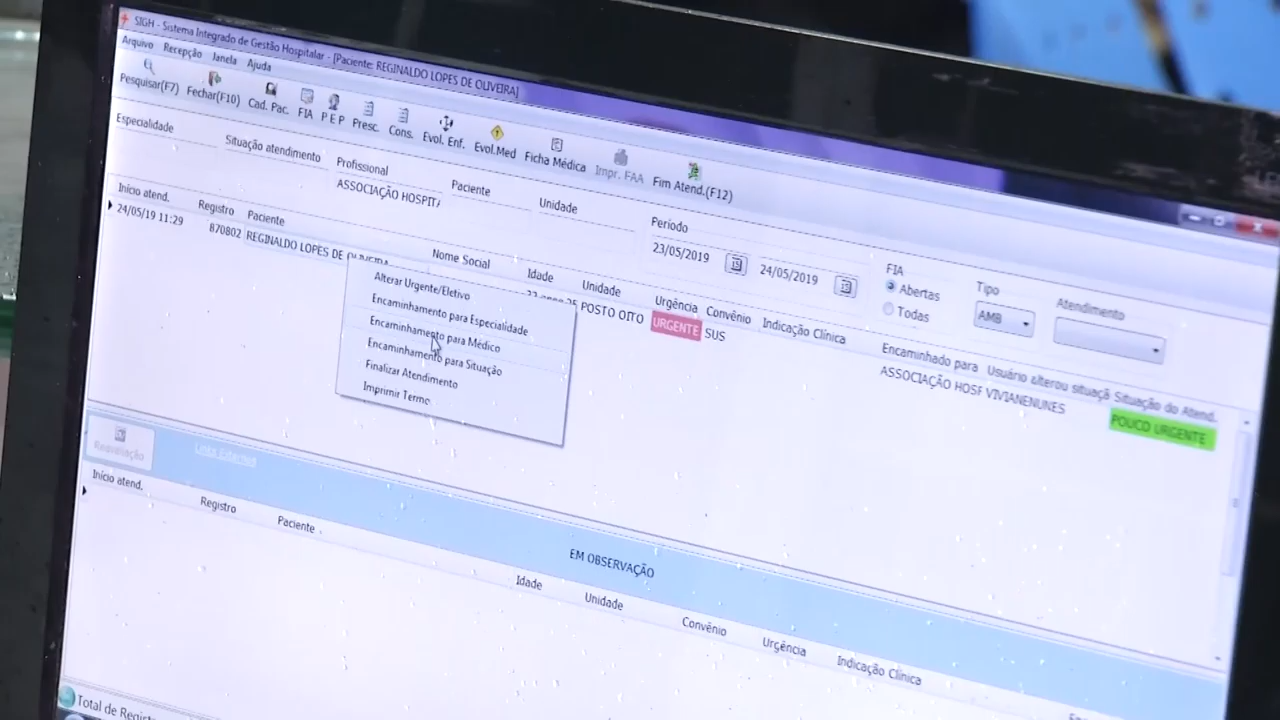 SIGH - Sistema Integrado de Gestão Hospitalar - [Paciente: REGINALDO LOPES DE OLIVEIRA]
Arquivo Recepção Janela Ajuda
Pesquisar(F7) Fechar(F10) Cad. Pac. FIA P E P Presc. Cons. Evol. Enf. Evol.Med Ficha Médica Impr. FAA Fim Atend.(F12)
Especialidade Situação atendimento Profissional Paciente Unidade Período FIA Tipo Atendimento
ASSOCIAÇÃO HOSPIT 23/05/2019 15 24/05/2019 15 Abertas AMB
Todas
Início atend. Registro Paciente Nome Social Idade Unidade Urgência Convênio Indicação Clínica Encaminhado para Usuário alterou situaçã Situação do Atend.
24/05/19 11:29 870802 REGINALDO LOPES DE OLIVEIRA POSTO OITO URGENTE SUS ASSOCIAÇÃO HOSF VIVIANENUNES POUCO URGENTE
Alterar Urgente/Eletivo
Encaminhamento para Especialidade
Encaminhamento para Médico
Encaminhamento para Situação
Finalizar Atendimento
Imprimir Termo
Reavaliação Lista Externos
EM OBSERVAÇÃO
Início atend. Registro Paciente Idade Unidade Convênio Urgência Indicação Clínica
Total de Regist